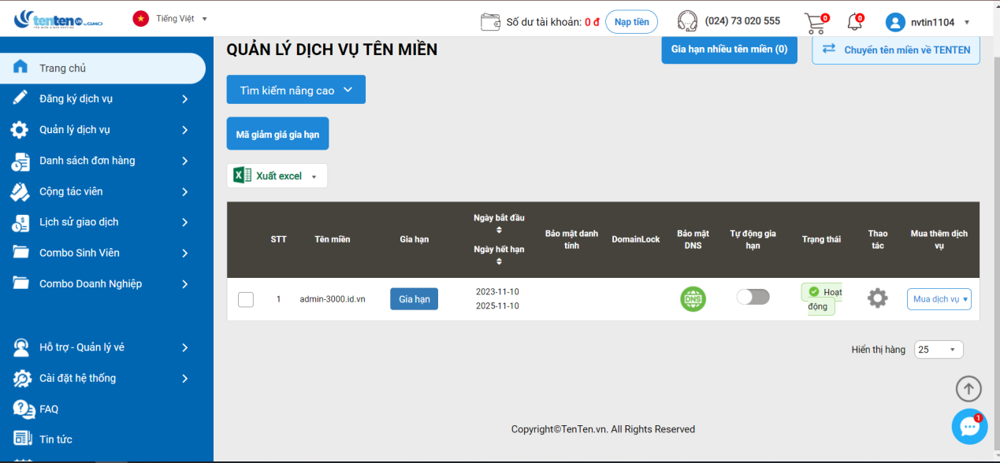 tenten.vn by GMO
Tiếng Việt
Số dư tài khoản: 0 đ
Nạp tiền
(024) 73 020 555
0
0
nvtin1104
Trang chủ
Đăng ký dịch vụ
Quản lý dịch vụ
Danh sách đơn hàng
Cộng tác viên
Lịch sử giao dịch
Combo Sinh Viên
Combo Doanh Nghiệp
Hỗ trợ - Quản lý vé
Cài đặt hệ thống
FAQ
Tin tức
QUẢN LÝ DỊCH VỤ TÊN MIỀN
Gia hạn nhiều tên miền (0)
Chuyển tên miền về TENTEN
Tìm kiếm nâng cao
Mã giảm giá gia hạn
Xuất excel
STT
Tên miền
Gia hạn
Ngày bắt đầu
Ngày hết hạn
Bảo mật danh
tính
DomainLock
Bảo mật
DNS
Tự động gia
hạn
Trạng thái
Thao
tác
Mua thêm dịch
vụ
1
admin-3000.id.vn
Gia hạn
2023-11-10
2025-11-10
DNS
Hoạt
động
Mua dịch vụ
Hiển thị hàng
25
1
Copyright©TenTen.vn. All Rights Reserved